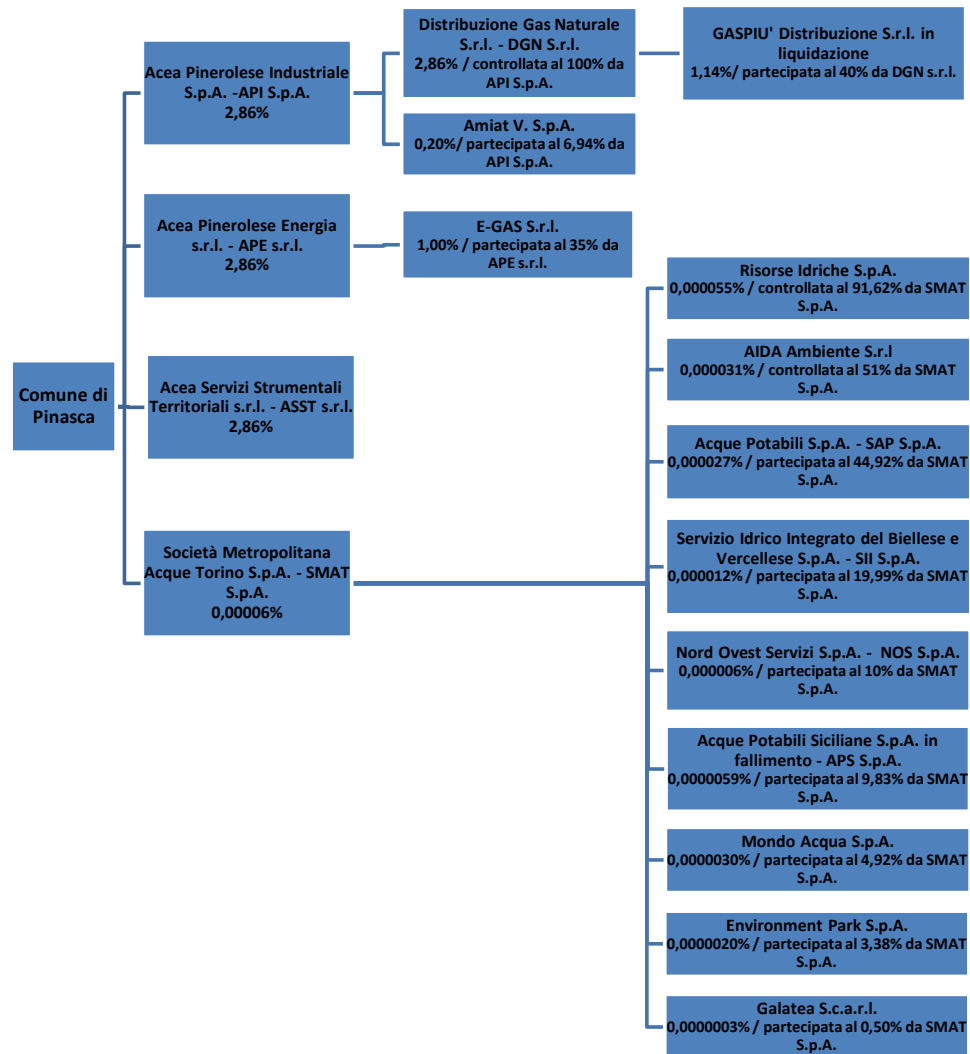 Comune di
Pinasca
Acea Pinerolese Industriale
S.p.A. -API S.p.A.
2,86%
Distribuzione Gas Naturale
S.r.l. - DGN S.r.l.
2,86% / controllata al 100% da
API S.p.A.
GASPIU' Distribuzione S.r.l. in
liquidazione
1,14%/ partecipata al 40% da DGN s.r.l.
Amiat V. S.p.A.
0,20%/ partecipata al 6,94% da
API S.p.A.
Acea Pinerolese Energia
s.r.l. - APE s.r.l.
2,86%
E-GAS S.r.l.
1,00% / partecipata al 35% da
APE s.r.l.
Acea Servizi Strumentali
Territoriali s.r.l. - ASST s.r.l.
2,86%
Società Metropolitana
Acque Torino S.p.A. - SMAT
S.p.A.
0,00006%
Risorse Idriche S.p.A.
0,000055% / controllata al 91,62% da SMAT
S.p.A.
AIDA Ambiente S.r.l
0,000031% / controllata al 51% da SMAT
S.p.A.
Acque Potabili S.p.A. - SAP S.p.A.
0,000027% / partecipata al 44,92% da SMAT
S.p.A.
Servizio Idrico Integrato del Biellese e
Vercellese S.p.A. - SII S.p.A.
0,000012% / partecipata al 19,99% da SMAT
S.p.A.
Nord Ovest Servizi S.p.A. - NOS S.p.A.
0,000006% / partecipata al 10% da SMAT
S.p.A.
Acque Potabili Siciliane S.p.A. in
fallimento - APS S.p.A.
0,0000059% / partecipata al 9,83% da SMAT
S.p.A.
Mondo Acqua S.p.A.
0,0000030% / partecipata al 4,92% da SMAT
S.p.A.
Environment Park S.p.A.
0,0000020% / partecipata al 3,38% da SMAT
S.p.A.
Galatea S.c.a.r.l.
0,0000003% / partecipata al 0,50% da SMAT
S.p.A.